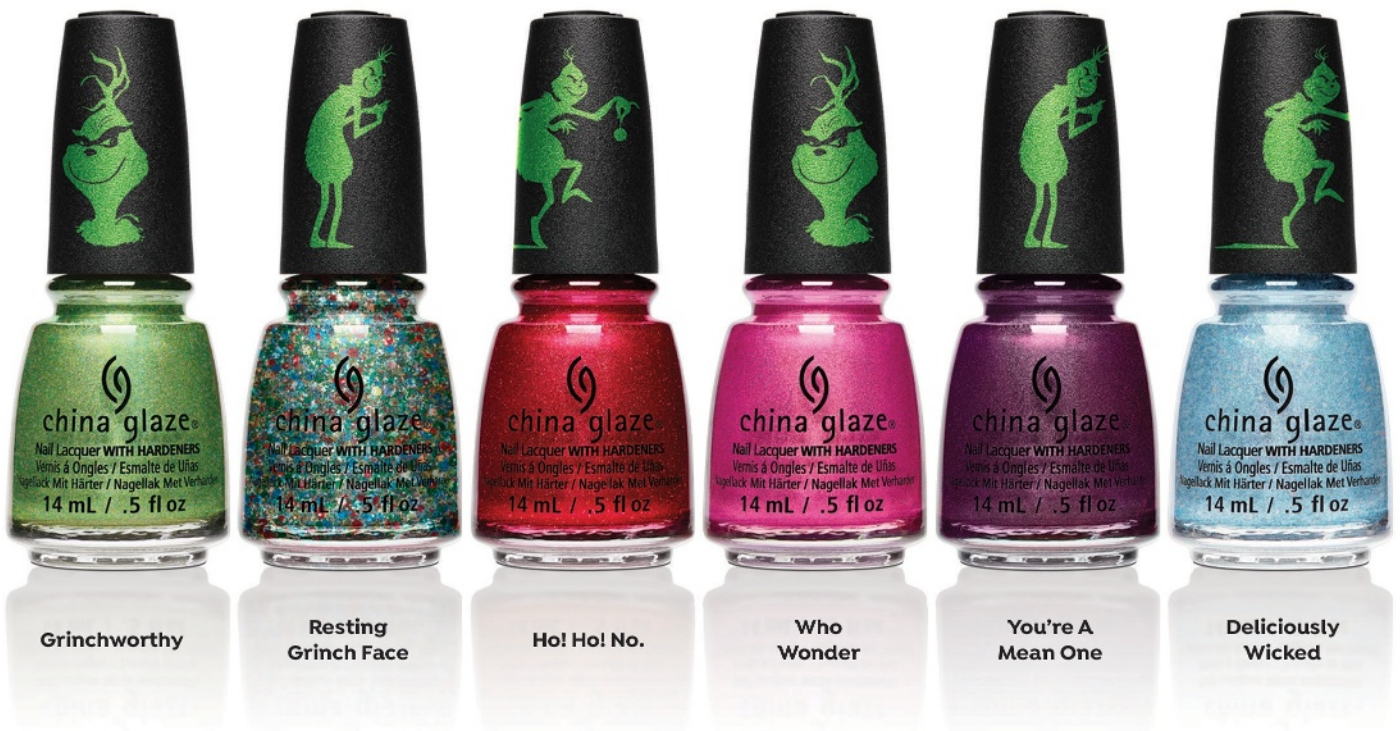 china glaze®
Nail Lacquer WITH HARDENERS
Vernis á Ongles / Esmalte de Uñas
Nagellack Mit Härter / Nagellak Met
14 mL / .5 fl oz
Grinchworthy
china glaze®
Nail Lacquer WITH HARDENERS
Vernis á Ongles / Esmalte de Uñas
Mit Härter / Nagellak Met
14 mL / .5 fl oz
Resting
Grinch Face
china glaze®
Nail Lacquer WITH HARDENERS
Vernis á Ongles / Esmalte de Uñas
Nagellack Mit Härter / Nagellak Met
14 mL / .5 fl oz
Ho! Ho! No.
china glaze®
Nail Lacquer WITH HARDENERS
Vernis á Ongles / Esmalte de Uñas
Nagellack Mit Härter / Nagellak Met
14 mL / .5 fl oz
Who
Wonder
china glaze®
Nail Lacquer WITH HARDENERS
Vernis á Ongles / Esmalte de Uñas
Nagellack Mit Härter / Nagellak Met
14 mL / .5 fl oz
You're A
Mean One
china glaze®
Nail Lacquer WITH HARDENERS
Vernis á Ongles / Esmalte de Uñas
Nagellack Mit Härter / Nagellak Met
14 mL / .5 fl oz
Deliciously
Wicked